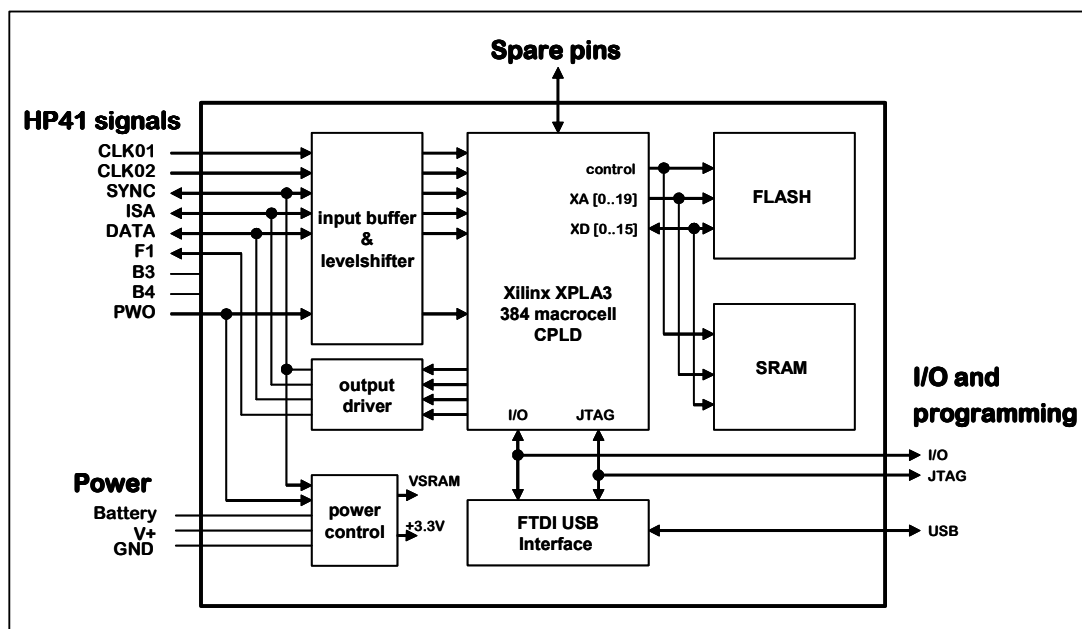 Spare pins
HP41 signals
CLK01
CLK02
SYNC
ISA
DATA
F1
B3
B4
PWO
input buffer
&
levelshifter
control
XA [0..19]
XD [0..15]
Xilinx XPLA3
384 macrocell
CPLD
I/O
JTAG
FLASH
SRAM
output
driver
I/O and
programming
I/O
JTAG
USB
Power
Battery
V+
GND
power
control
VSRAM
+3.3V
FTDI USB
Interface